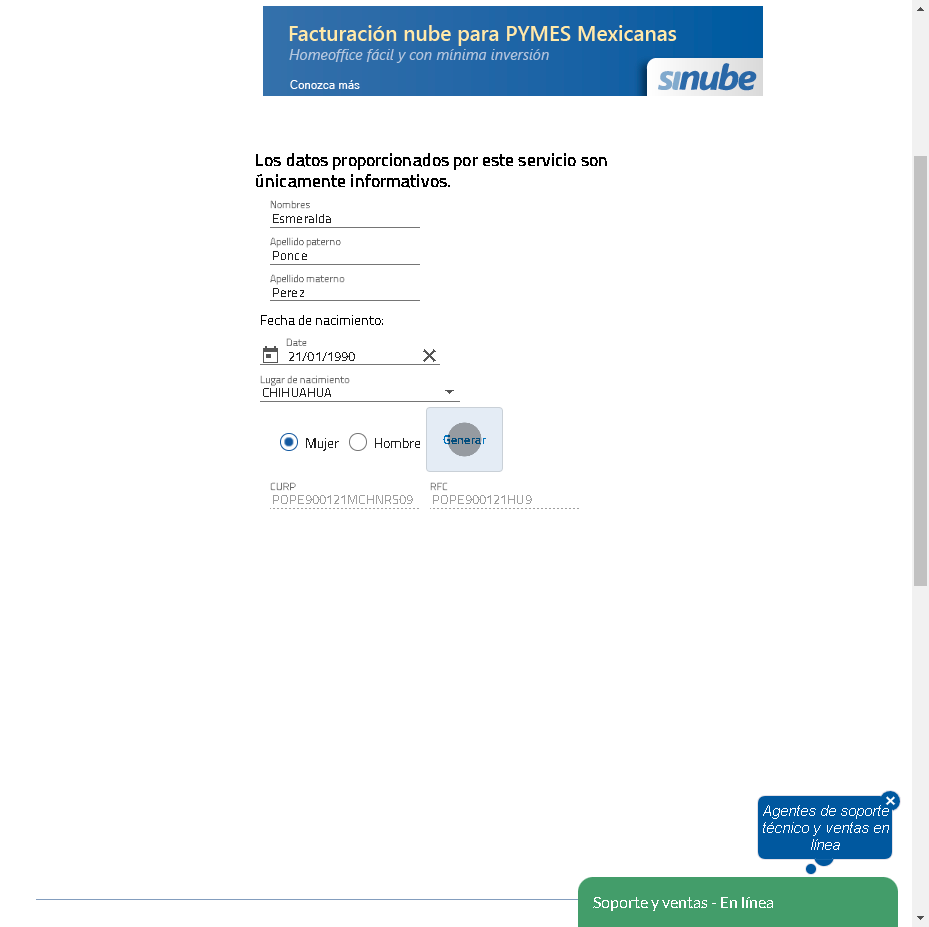 Facturación nube para PYMES Mexicanas
Homeoffice fácil y con mínima inversión
Conozca más
sinube
Los datos proporcionados por este servicio son
únicamente informativos.
Nombres
Esmeralda
Apellido paterno
Ponce
Apellido materno
Perez
Fecha de nacimiento:
Date
21/01/1990
Lugar de nacimiento
CHIHUAHUA
Mujer Hombre Generar
CURP RFC
POPE900121MCHNRS09 POPE900121HU9
Agentes de soporte
técnico y ventas en
línea
Soporte y ventas - En línea